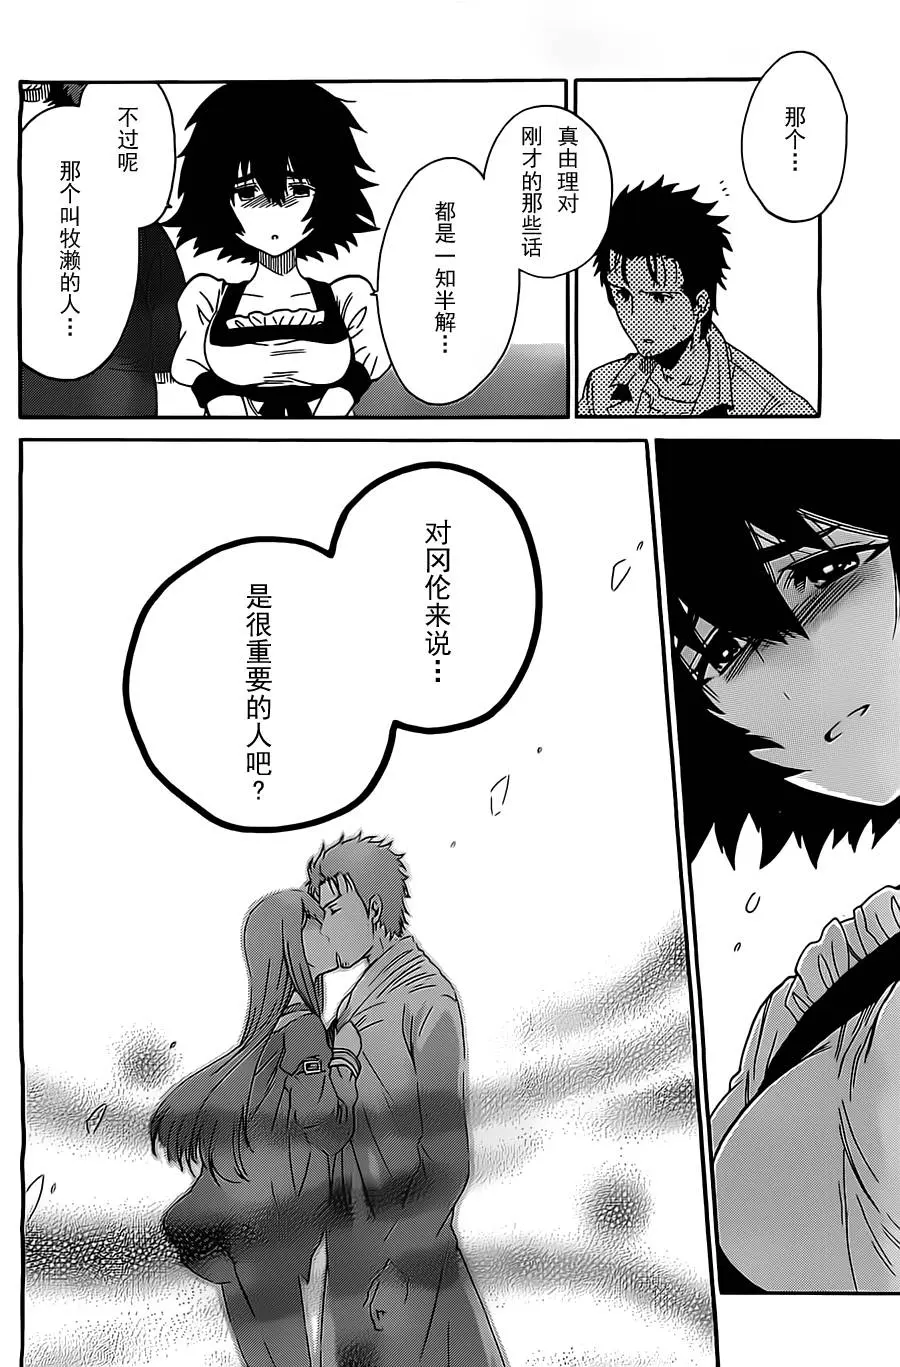 那个…
真由理对
刚才的那些话
都是一知半解…
不过呢
那个叫牧濑的人…
对冈伦来说…
是很重要的人吧？